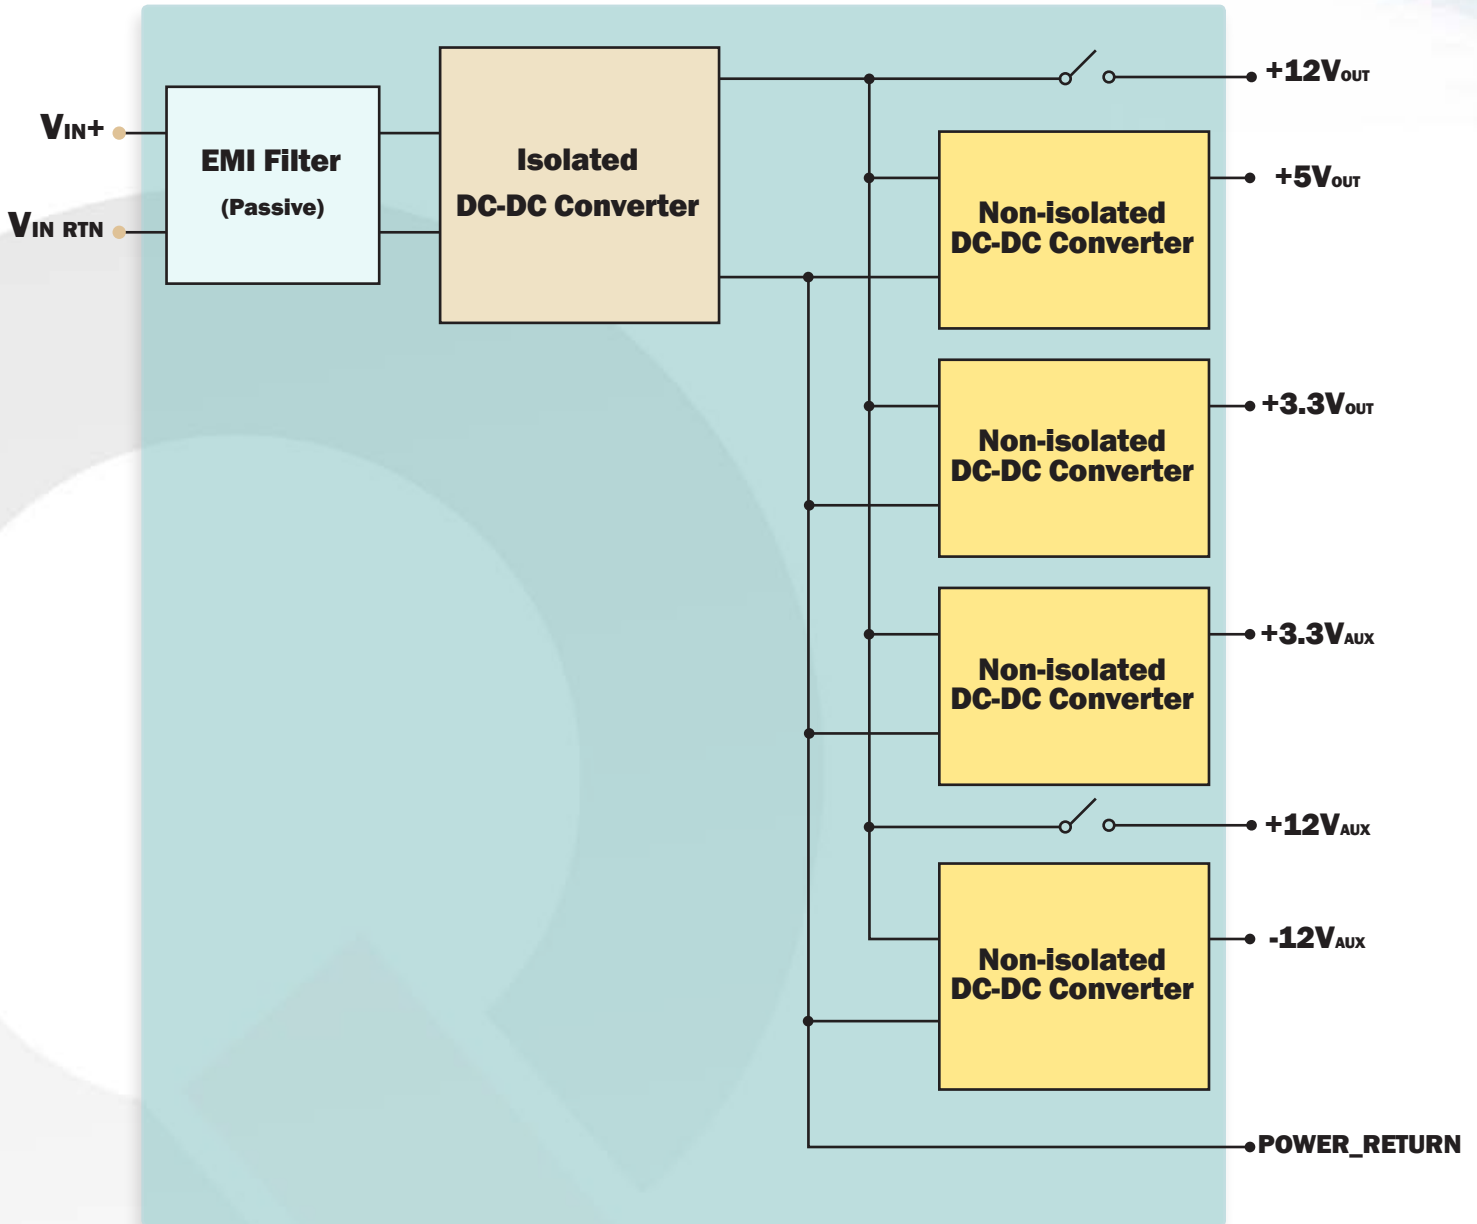 VIN+
VIN RTN
EMI Filter
(Passive)
Isolated
DC-DC Converter
+12VOUT
Non-isolated
DC-DC Converter
+5VOUT
Non-isolated
DC-DC Converter
+3.3VOUT
Non-isolated
DC-DC Converter
+3.3VAUX
+12VAUX
Non-isolated
DC-DC Converter
-12VAUX
POWER_RETURN